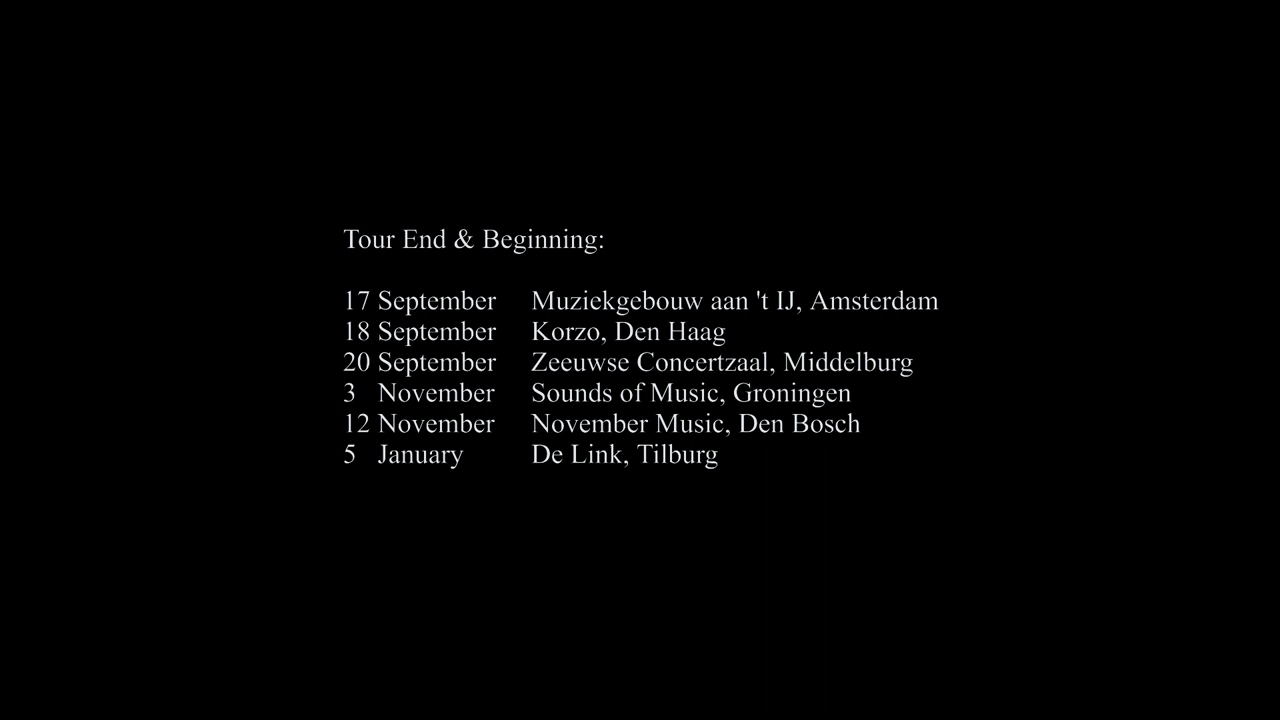 Tour End & Beginning:
17 September Muziekgebouw aan 't IJ, Amsterdam
18 September Korzo, Den Haag
20 September Zeeuwse Concertzaal, Middelburg
3 November Sounds of Music, Groningen
12 November November Music, Den Bosch
5 January De Link, Tilburg